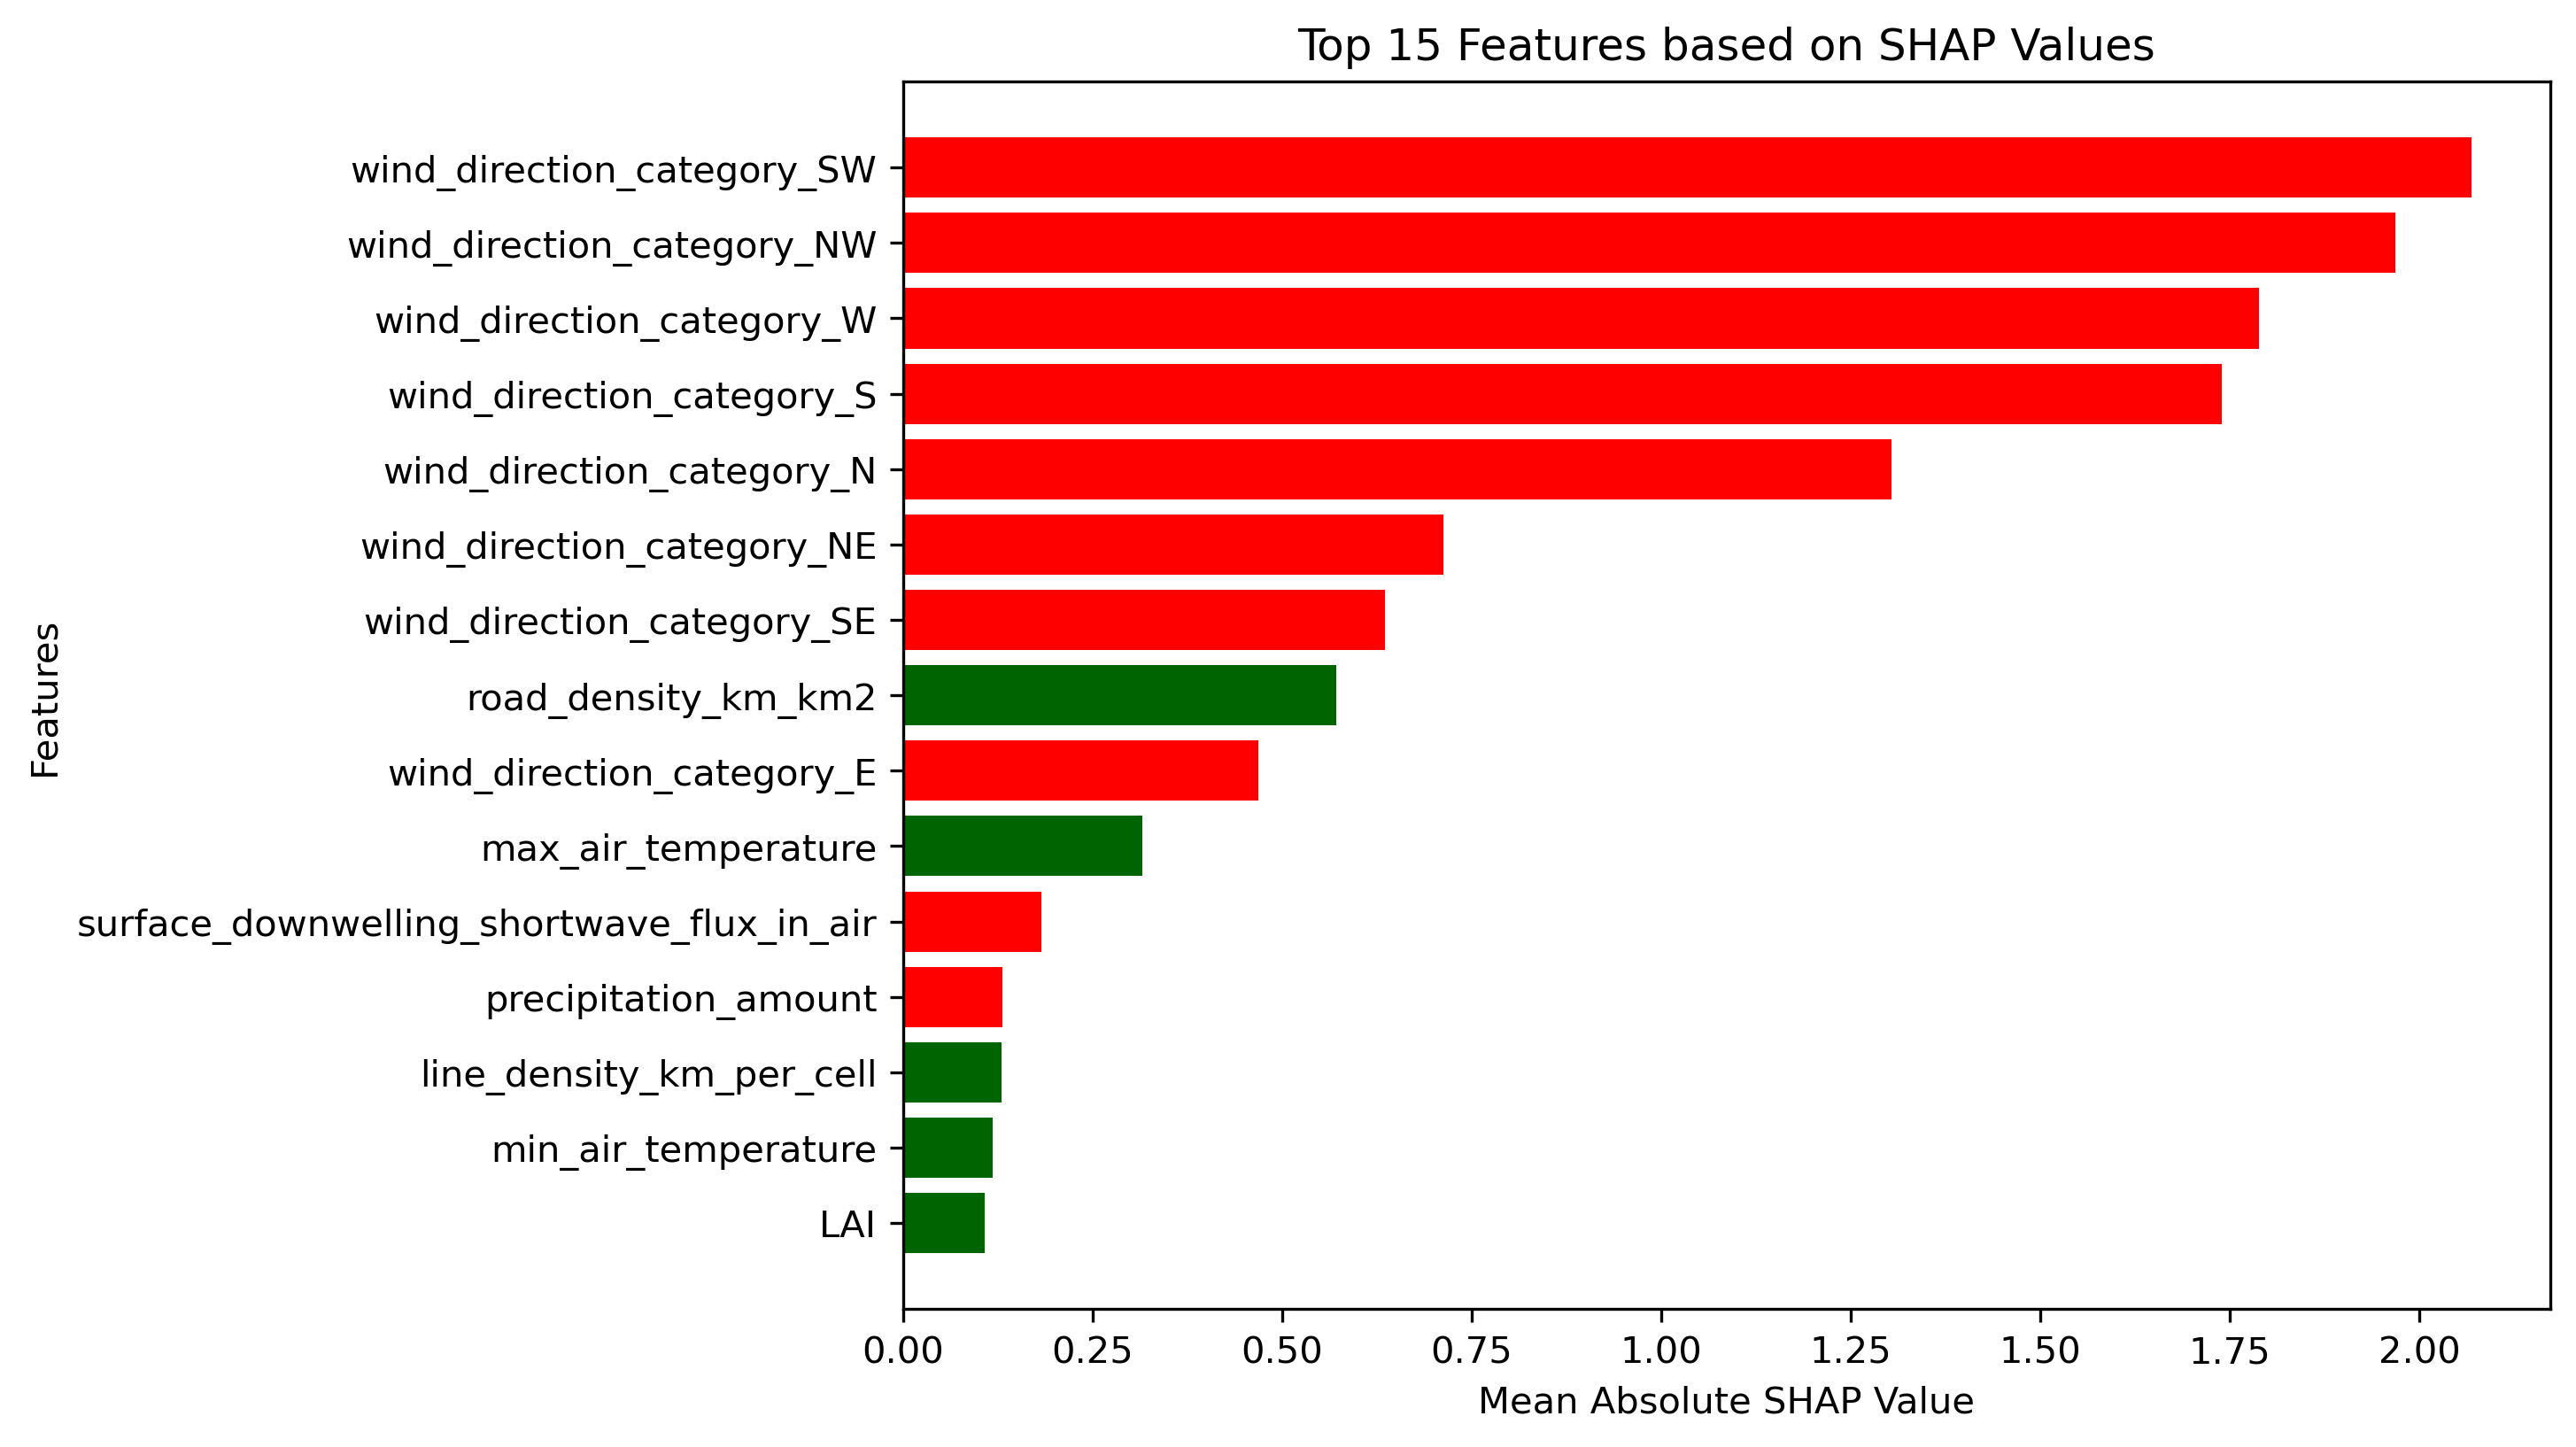 Top 15 Features based on SHAP Values
wind_direction_category_SW
wind_direction_category_NW
wind_direction_category_W
wind_direction_category_S
wind_direction_category_N
wind_direction_category_NE
wind_direction_category_SE
road_density_km_km2
wind_direction_category_E
max_air_temperature
surface_downwelling_shortwave_flux_in_air
precipitation_amount
line_density_km_per_cell
min_air_temperature
LAI
Features
0.00 0.25 0.50 0.75 1.00 1.25 1.50 1.75 2.00
Mean Absolute SHAP Value